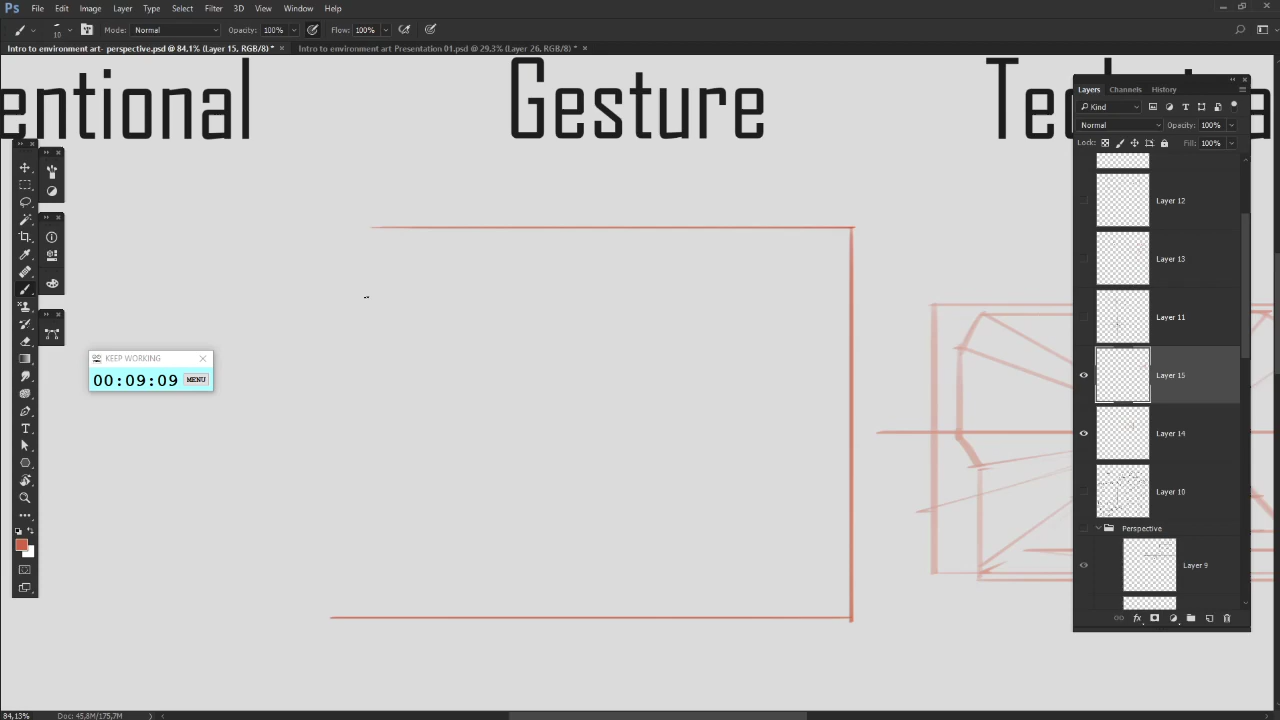 Ps File Edit Image Layer Type Select Filter 3D View Window Help
10 Mode: Normal Opacity: 100% Flow: 100%
Intro to environment art- perspective.psd @ 84,1% (Layer 15, RGB/8) * × Intro to environment art Presentation 01.psd @ 29,3% (Layer 26, RGB/8) * ×
entional Gesture
Layers Channels History
Kind
Normal Opacity: 100%
Lock: Fill: 100%
Layer 12
Layer 13
Layer 11
KEEP WORKING
00:09:09 MENU
Layer 15
Layer 14
Layer 10
Perspective
Layer 9
84,13% Doc: 45,8M/175,7M